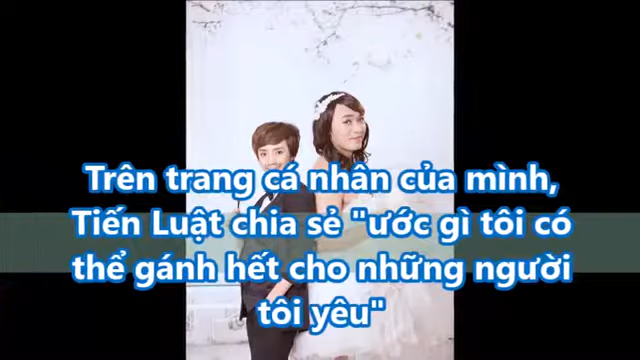 Trên trang cá nhân của mình,
Tiến Luật chia sẻ "ước gì tôi có
thể gánh hết cho những người
tôi yêu"